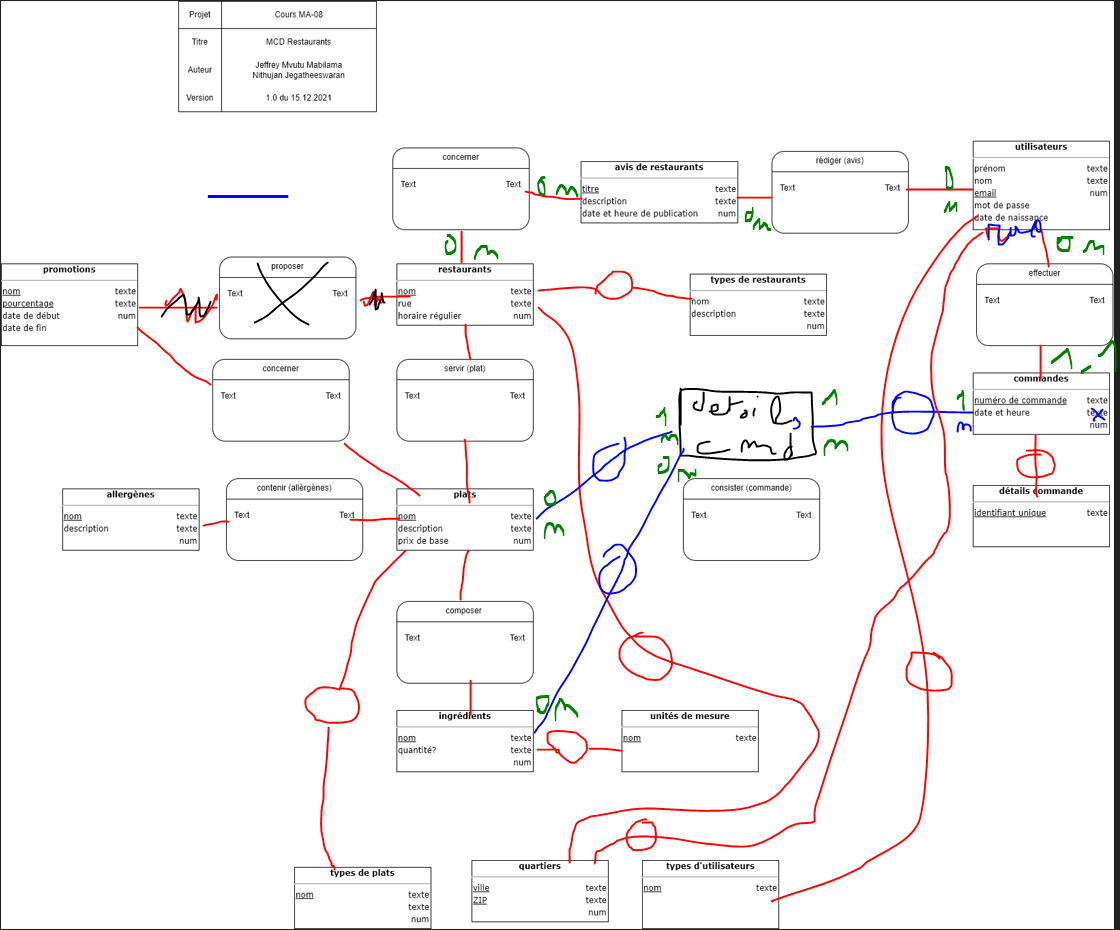 Projet Cours MA-08
Titre MCD Restaurants
Auteur Jeffrey Mvutu Mabilama
Nithujan Jegatheeswaran
Version 1.0 du 15.12.2021
concerner
Text Text
avis de restaurants
titre texte
description texte
date et heure de publication num
rédiger (avis)
Text Text
utilisateurs
prénom texte
nom texte
email num
mot de passe
date de naissance
0 m
0 m
0 m
0 m
promotions
nom texte
pourcentage texte
date de début num
date de fin
proposer
Text Text
restaurants
nom texte
rue texte
horaire régulier num
types de restaurants
nom texte
description texte
num
effectuer
Text Text
0 m
1-1
concerner
Text Text
servir (plat)
Text Text
details
cmd
1 m
0 m
1 m
1 m
commandes
numéro de commande texte
date et heure texte
num
allergènes
nom texte
description texte
num
contenir (allèrgènes)
Text Text
plats
nom texte
description texte
prix de base num
0 m
consister (commande)
Text Text
détails commande
identifiant unique texte
composer
Text Text
ingrédients
nom texte
quantité? texte
num
0 m
unités de mesure
nom texte
types de plats
nom texte
texte
num
quartiers
ville texte
ZIP texte
num
types d'utilisateurs
nom texte